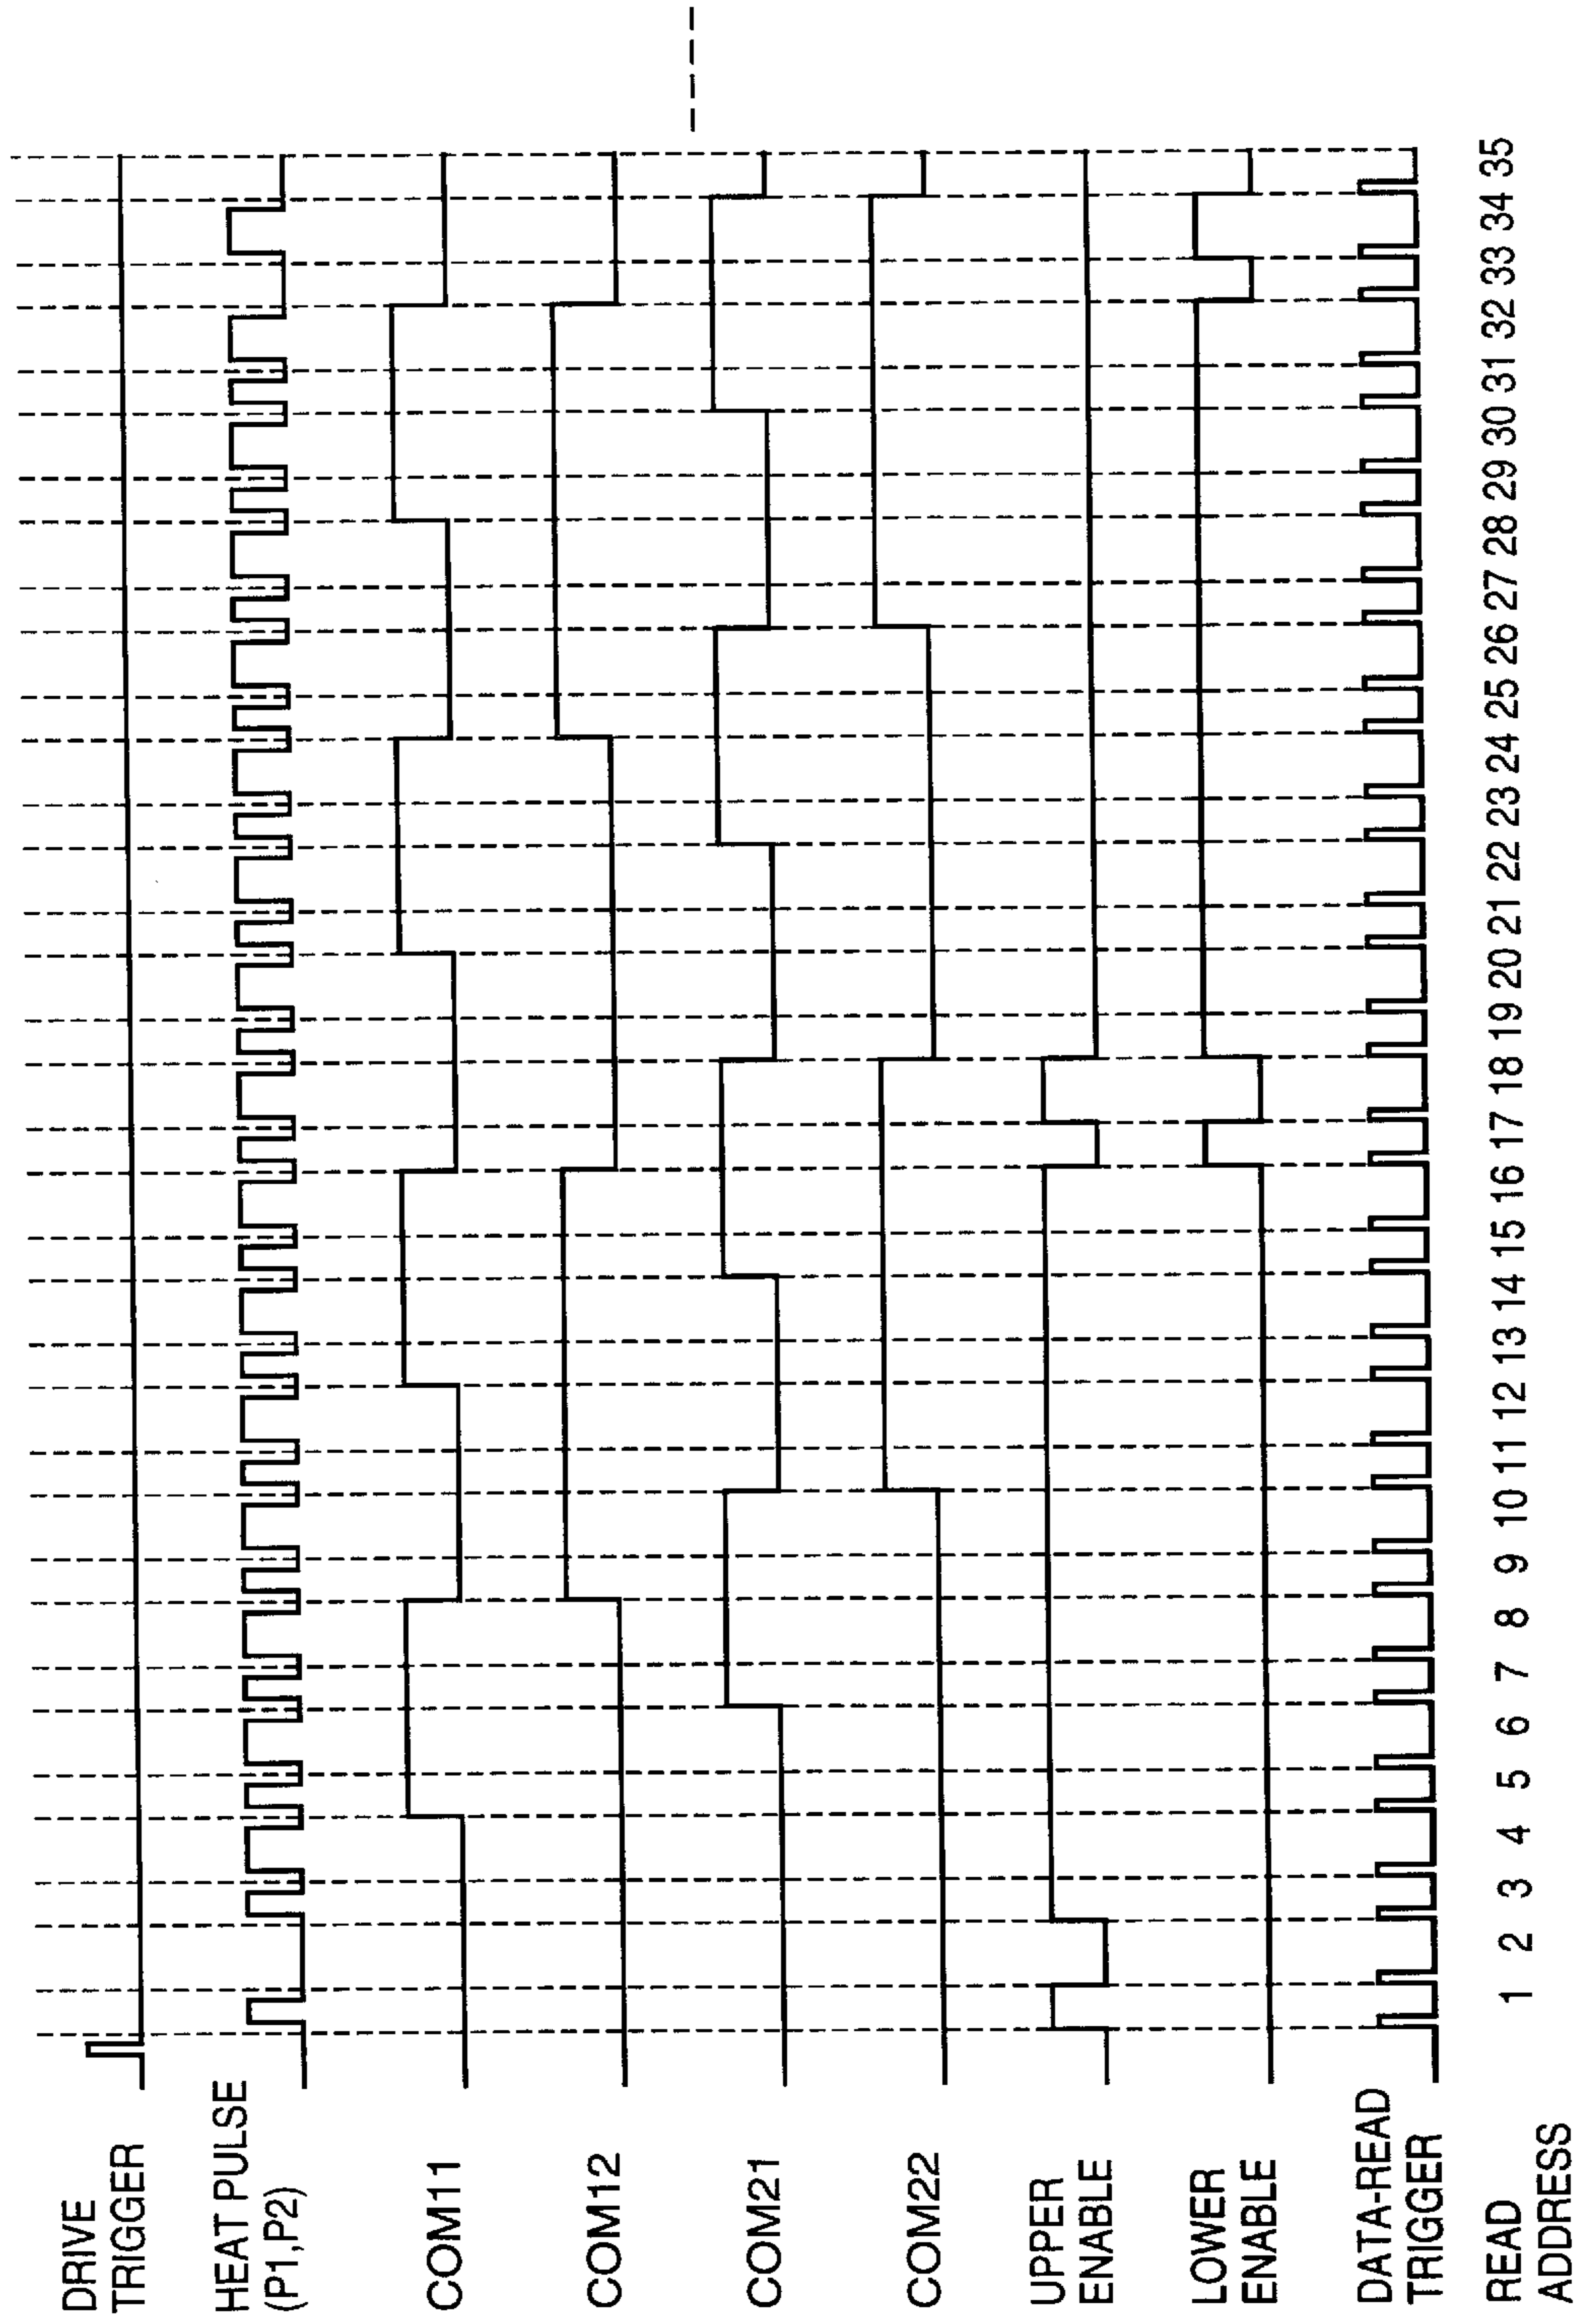 DRIVE
TRIGGER
HEAT PULSE
(P1,P2)
COM11
COM12
COM21
COM22
UPPER
ENABLE
LOWER
ENABLE
DATA-READ
TRIGGER
READ
ADDRESS
1 2 3 4 5 6 7 8 9 10 11 12 13 14 15 16 17 18 19 20 21 22 23 24 25 26 27 28 29 30 31 32 33 34 35